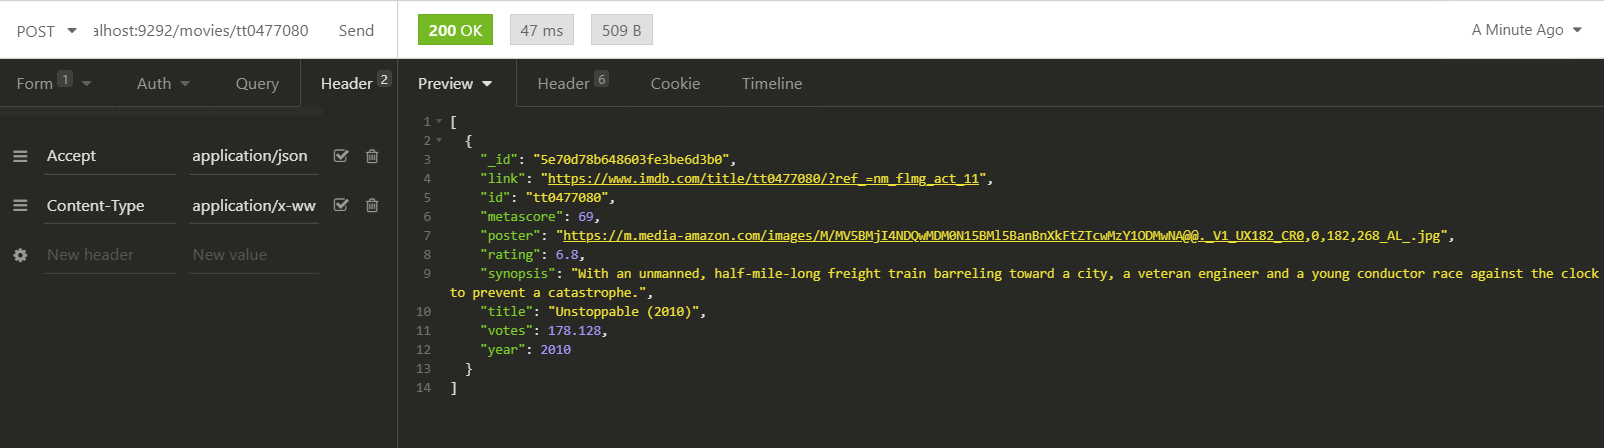 POST alhost:9292/movies/tt0477080 Send 200 OK 47 ms 509 B A Minute Ago
Form 1 Auth Query Header 2 Preview Header 6 Cookie Timeline
Accept application/json
Content-Type application/x-ww
New header New value
1 [
2 {
3 "_id": "5e70d78b648603fe3be6d3b0",
4 "link": "https://www.imdb.com/title/tt0477080/?ref_=nm_flmg_act_11",
5 "id": "tt0477080",
6 "metascore": 69,
7 "poster": "https://m.media-amazon.com/images/M/MV5BMjI4NDQwMDM0N15BMl5BanBnXkFtZTcwMzY1ODMwNA@@._V1_UX182_CR0,0,182,268_AL_.jpg",
8 "rating": 6.8,
9 "synopsis": "With an unmanned, half-mile-long freight train barreling toward a city, a veteran engineer and a young conductor race against the clock
to prevent a catastrophe.",
10 "title": "Unstoppable (2010)",
11 "votes": 178.128,
12 "year": 2010
13 }
14 ]